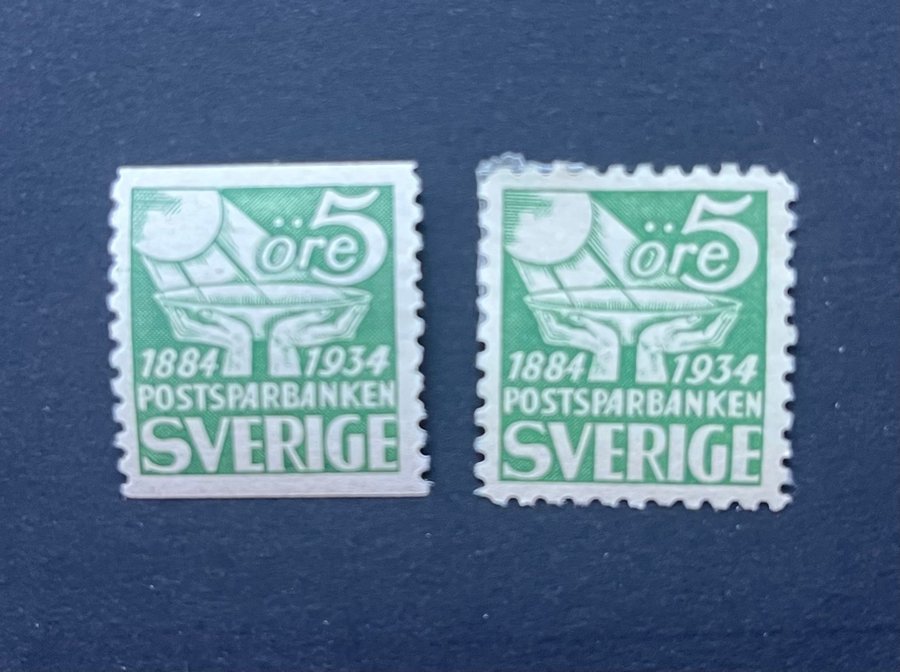 öre 5
1884 1934
POSTSPARBANKEN
SVERIGE
öre 5
1884 1934
POSTSPARBANKEN
SVERIGE